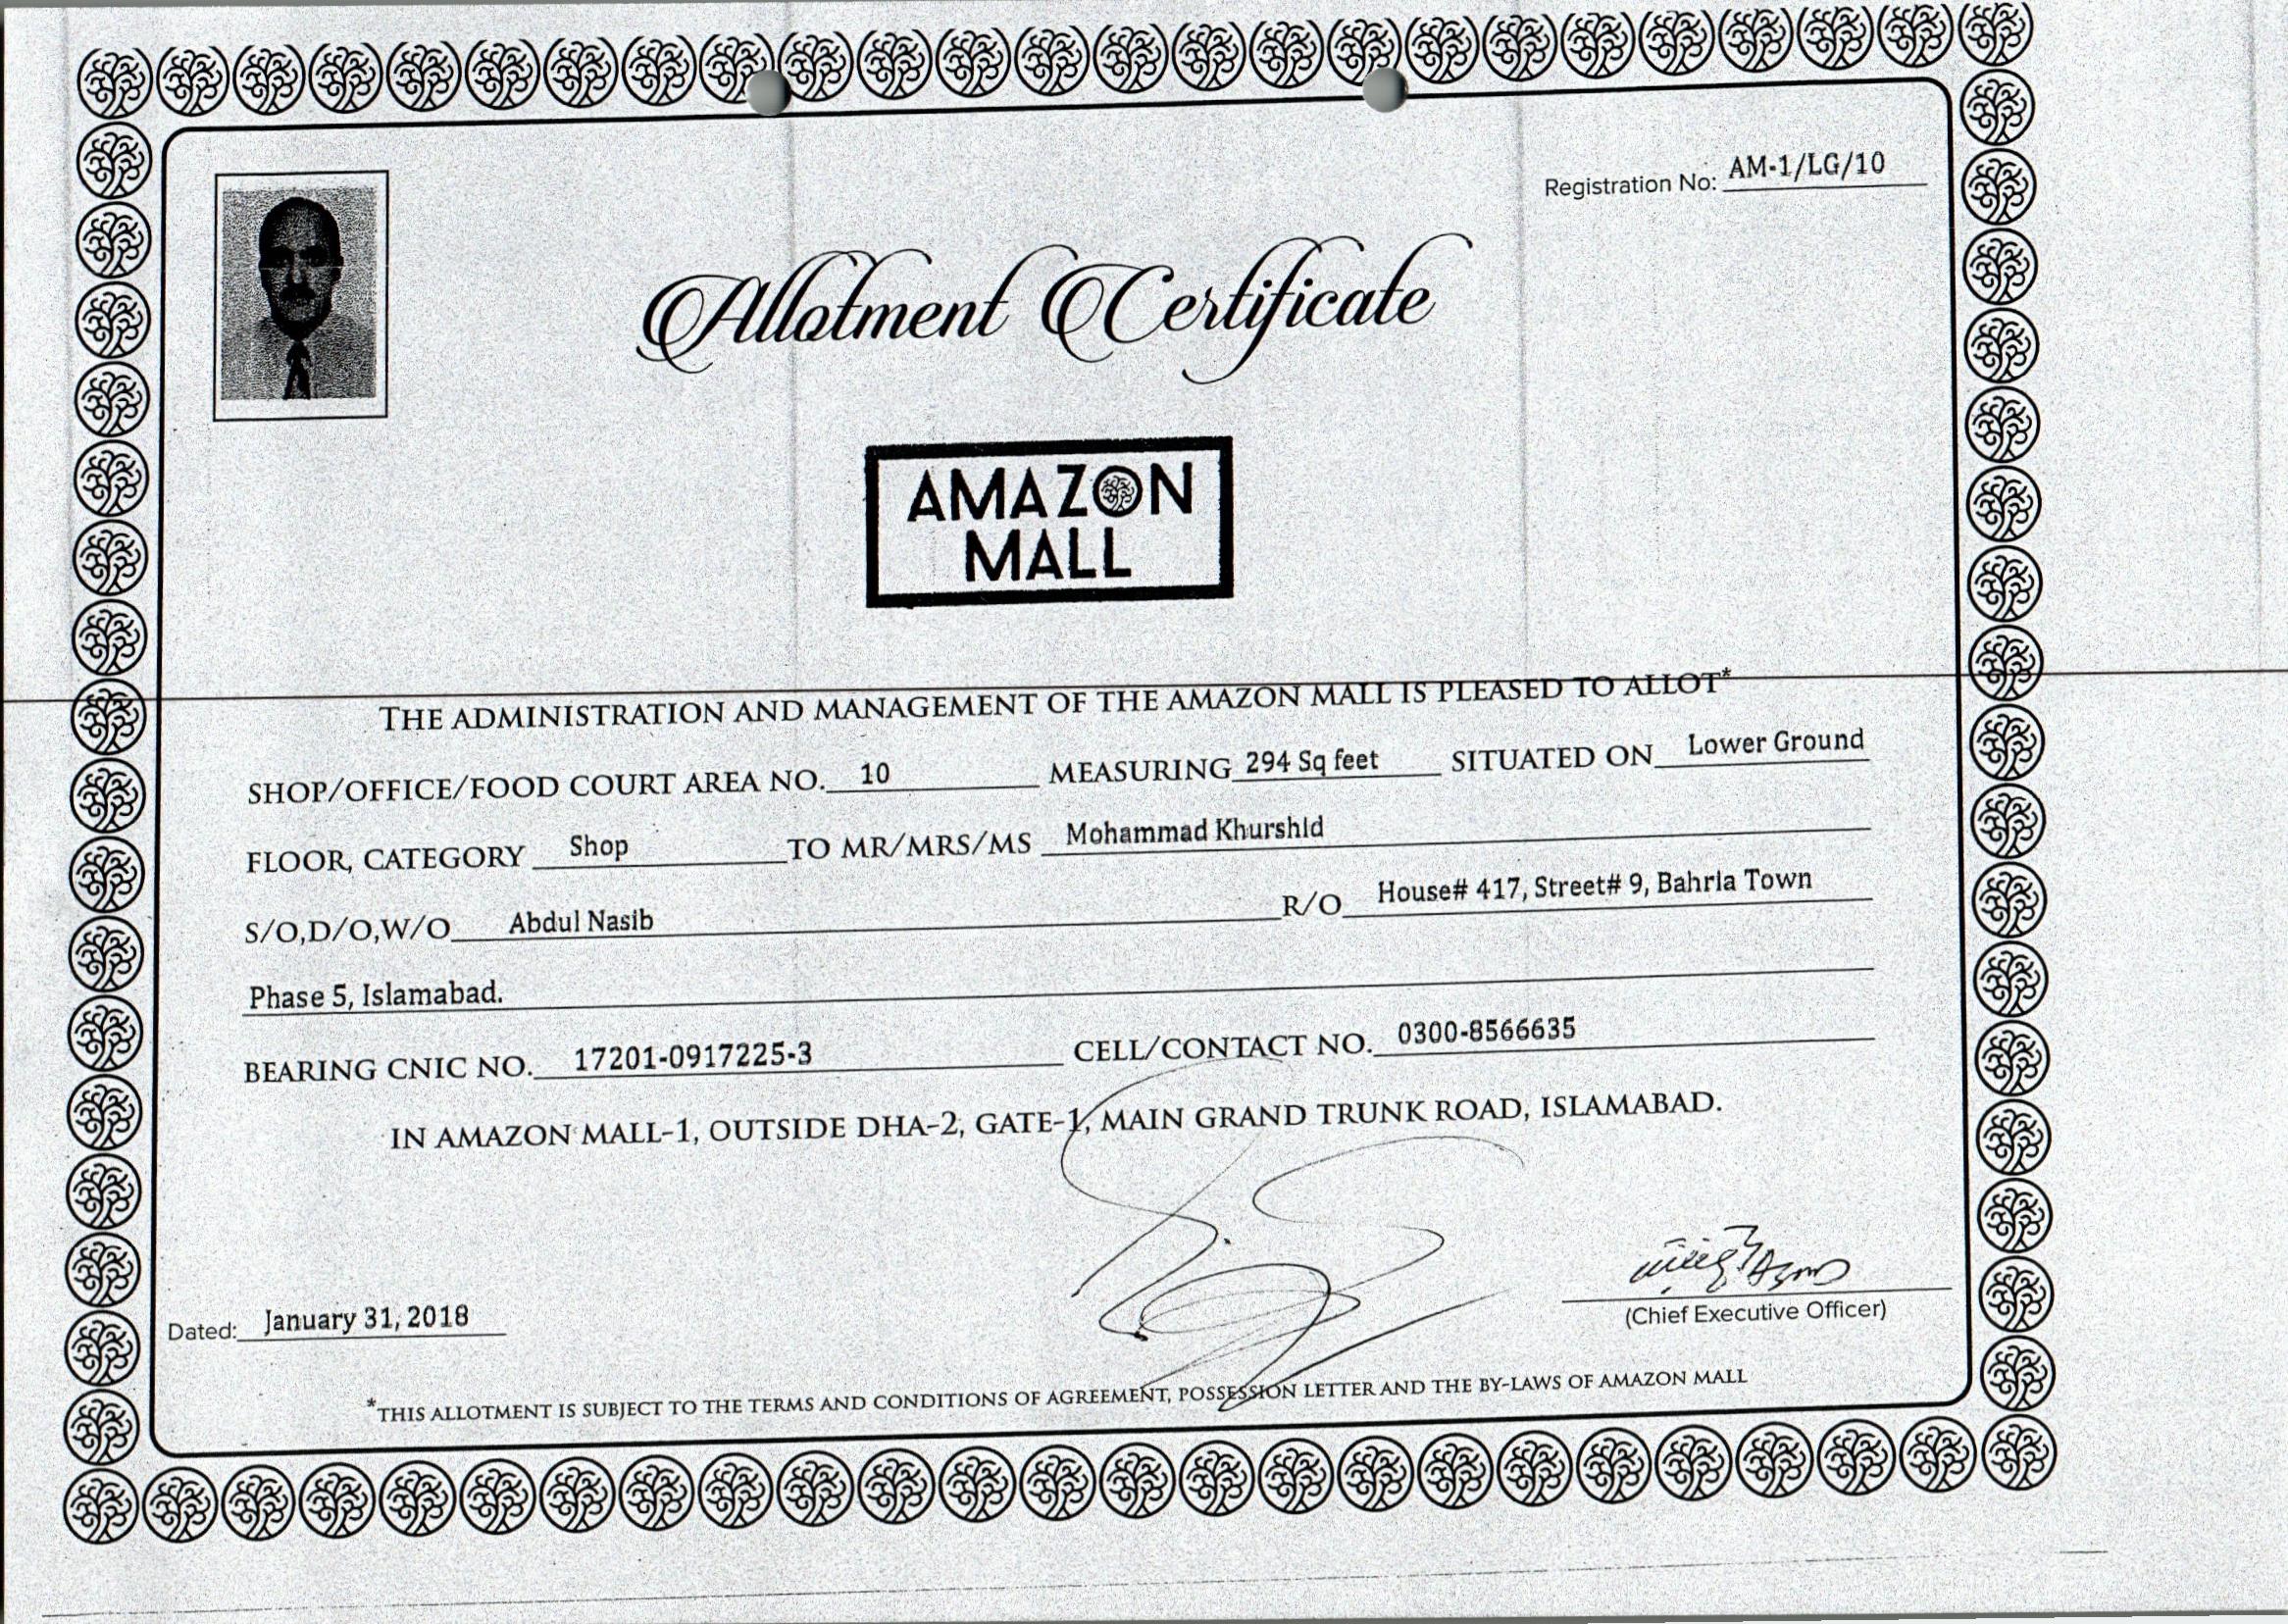 Registration No: AM-1/LG/10
Allotment Certificate
AMAZON
MALL
THE ADMINISTRATION AND MANAGEMENT OF THE AMAZON MALL IS PLEASED TO ALLOT*
SHOP/OFFICE/FOOD COURT AREA NO. 10 MEASURING 294 Sq feet SITUATED ON Lower Ground
FLOOR, CATEGORY Shop TO MR/MRS/MS Mohammad Khurshid
S/O,D/O,W/O Abdul Nasib R/O House# 417, Street# 9, Bahria Town
Phase 5, Islamabad.
BEARING CNIC NO. 17201-0917225-3 CELL/CONTACT NO. 0300-8566635
IN AMAZON MALL-1, OUTSIDE DHA-2, GATE-1, MAIN GRAND TRUNK ROAD, ISLAMABAD.
Dated: January 31, 2018
(Chief Executive Officer)
*THIS ALLOTMENT IS SUBJECT TO THE TERMS AND CONDITIONS OF AGREEMENT, POSSESSION LETTER AND THE BY-LAWS OF AMAZON MALL